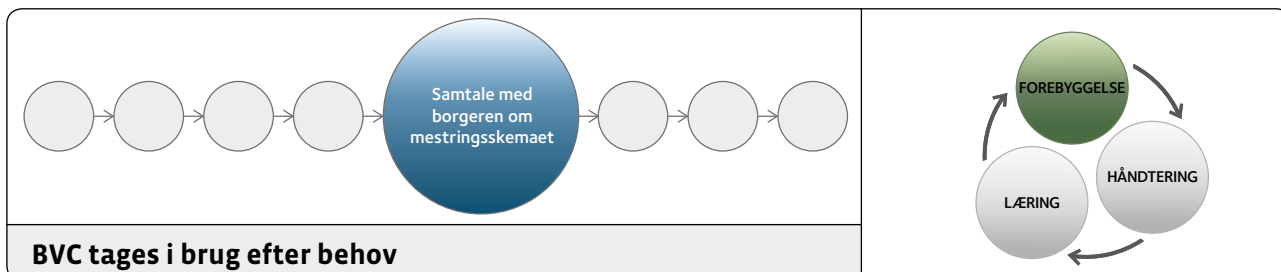 Samtale med
borgeren om
mestringsskemaet
BVC tages i brug efter behov
FOREBYGGELSE
HÅNDTERING
LÆRING